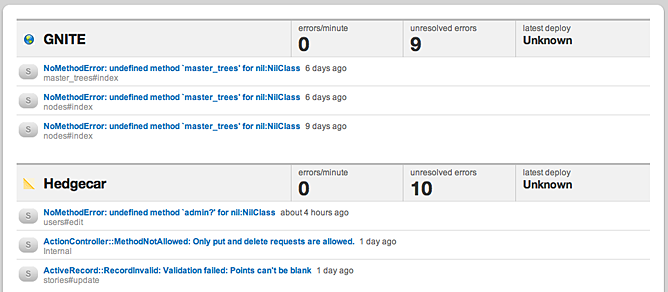 GNITE
errors/minute
0
unresolved errors
9
latest deploy
Unknown
S
NoMethodError: undefined method `master_trees' for nil:NilClass 6 days ago
master_trees#index
S
NoMethodError: undefined method `master_trees' for nil:NilClass 6 days ago
nodes#index
S
NoMethodError: undefined method `master_trees' for nil:NilClass 9 days ago
nodes#index
Hedgecar
errors/minute
0
unresolved errors
10
latest deploy
Unknown
S
NoMethodError: undefined method `admin?' for nil:NilClass about 4 hours ago
users#edit
S
ActionController::MethodNotAllowed: Only put and delete requests are allowed. 1 day ago
Internal
S
ActiveRecord::RecordInvalid: Validation failed: Points can't be blank 1 day ago
stories#update